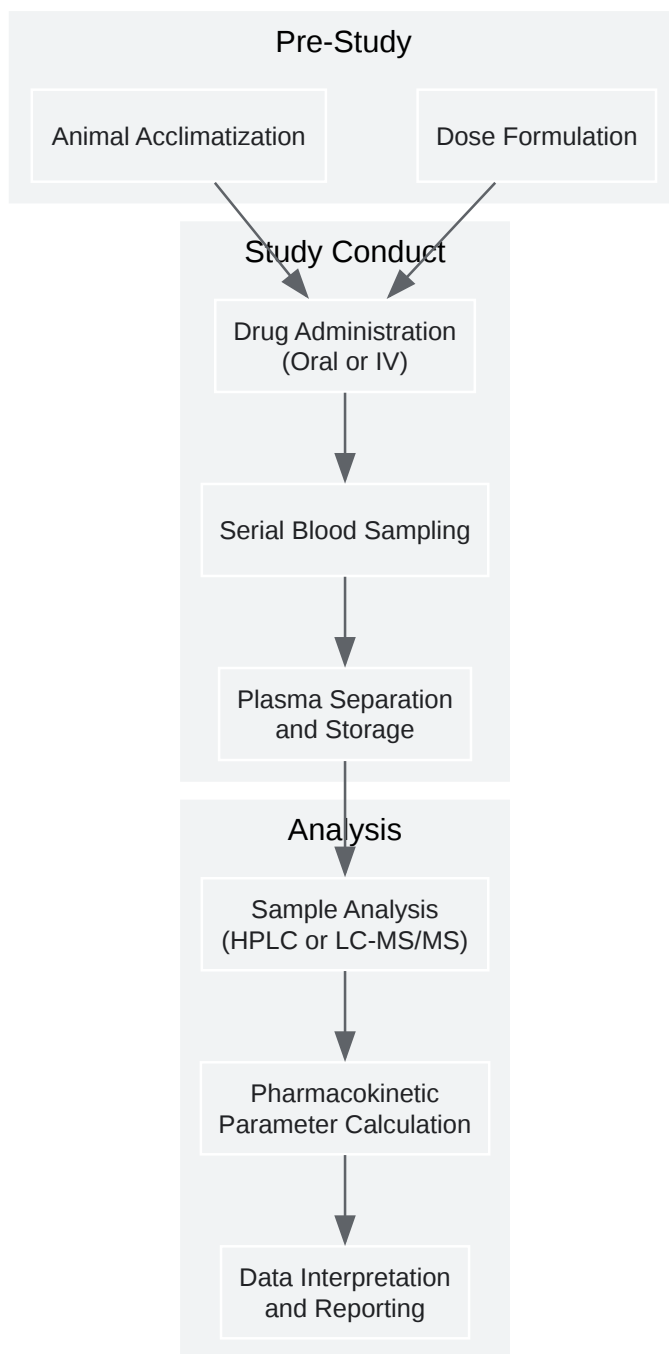 Pre-Study
Animal Acclimatization
Dose Formulation
Study Conduct
Drug Administration
(Oral or IV)
Serial Blood Sampling
Plasma Separation
and Storage
Analysis
Sample Analysis
(HPLC or LC-MS/MS)
Pharmacokinetic
Parameter Calculation
Data Interpretation
and Reporting